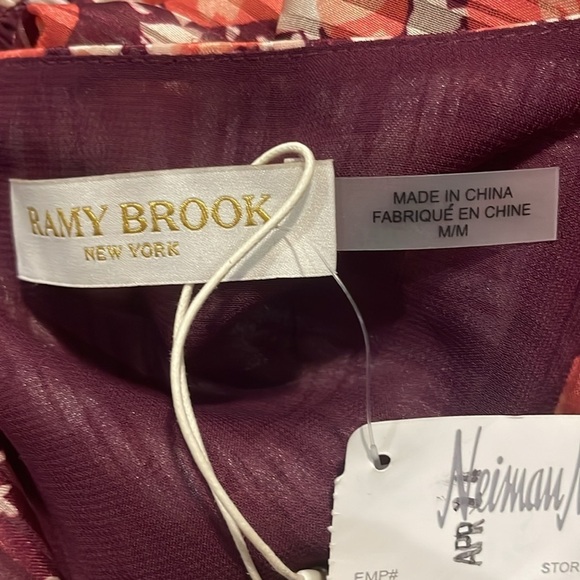 RAMY BROOK
NEW YORK
MADE IN CHINA
FABRIQUÉ EN CHINE
M/M
Neiman
APR
EMP#
STOR